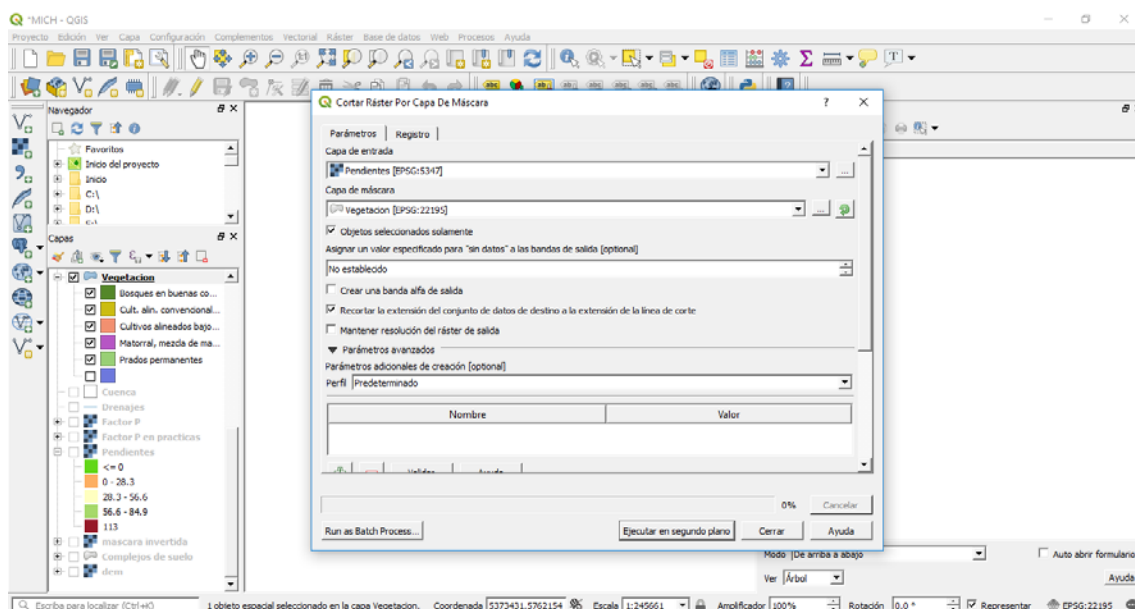 *MICH - QGIS
Proyecto Edición Ver Capa Configuración Complementos Vectorial Ráster Base de datos Web Procesos Ayuda
Navegador
Favoritos
Inicio del proyecto
Inicio
C:\
D:\
Capas
Vegetacion
Bosques en buenas co...
Cult. alin. convencional...
Cultivos alineados bajo...
Matorral, mezcla de ma...
Prados permanentes
Cuenca
Drenajes
Factor P
Factor P en practicas
Pendientes
<= 0
0 - 28.3
28.3 - 56.6
56.6 - 84.9
113
mascara invertida
Complejos de suelo
dem
Cortar Ráster Por Capa De Máscara
? X
Parámetros Registro
Capa de entrada
Pendientes [EPSG:5347]
...
Capa de máscara
Vegetacion [EPSG:22195]
...
Objetos seleccionados solamente
Asignar un valor especificado para "sin datos" a las bandas de salida [optional]
No establecido
Crear una banda alfa de salida
Recortar la extensión del conjunto de datos de destino a la extensión de la línea de corte
Mantener resolución del ráster de salida
Parámetros avanzados
Parámetros adicionales de creación [optional]
Perfil Predeterminado
Nombre Valor
Validar Ayuda
0% Cancelar
Run as Batch Process... Ejecutar en segundo plano Cerrar Ayuda
Modo De arriba a abajo Auto abrir formulario
Ver Árbol Ayuda
Escriba para localizar (Ctrl+K) 1 objeto espacial seleccionado en la capa Vegetacion. Coordenada 5373431.5762154 Escala 1:245661 Amplificador 100% Rotación 0.0 ° Representar EPSG:22195